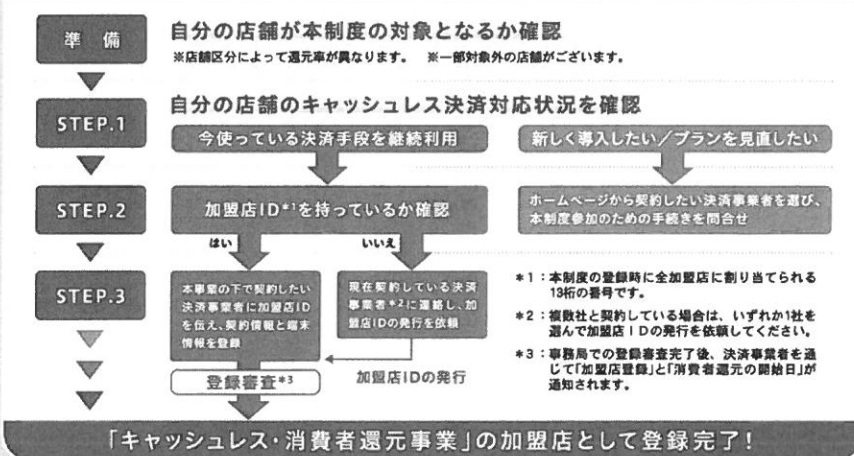 準 備
自分の店舗が本制度の対象となるか確認
※店舗区分によって還元率が異なります。 ※一部対象外の店舗がございます。
STEP.1
自分の店舗のキャッシュレス決済対応状況を確認
今使っている決済手段を継続利用
新しく導入したい/プランを見直したい
STEP.2
加盟店ID*1を持っているか確認
ホームページから契約したい決済事業者を選び、
本制度参加のための手続きを問合せ
はい
いいえ
STEP.3
本事業の下で契約したい
決済事業者に加盟店ID
を伝え、契約情報と端末
情報を登録
現在契約している決済
事業者*2に連絡し、加
盟店IDの発行を依頼
登録審査*3
加盟店IDの発行
*1:本制度の登録時に全加盟店に割り当てられる
13桁の番号です。
*2:複数社と契約している場合は、いずれか1社を
選んで加盟店IDの発行を依頼してください。
*3:事務局での登録審査完了後、決済事業者を通
じて「加盟店登録」と「消費者還元の開始日」が
通知されます。
「キャッシュレス・消費者還元事業」の加盟店として登録完了!